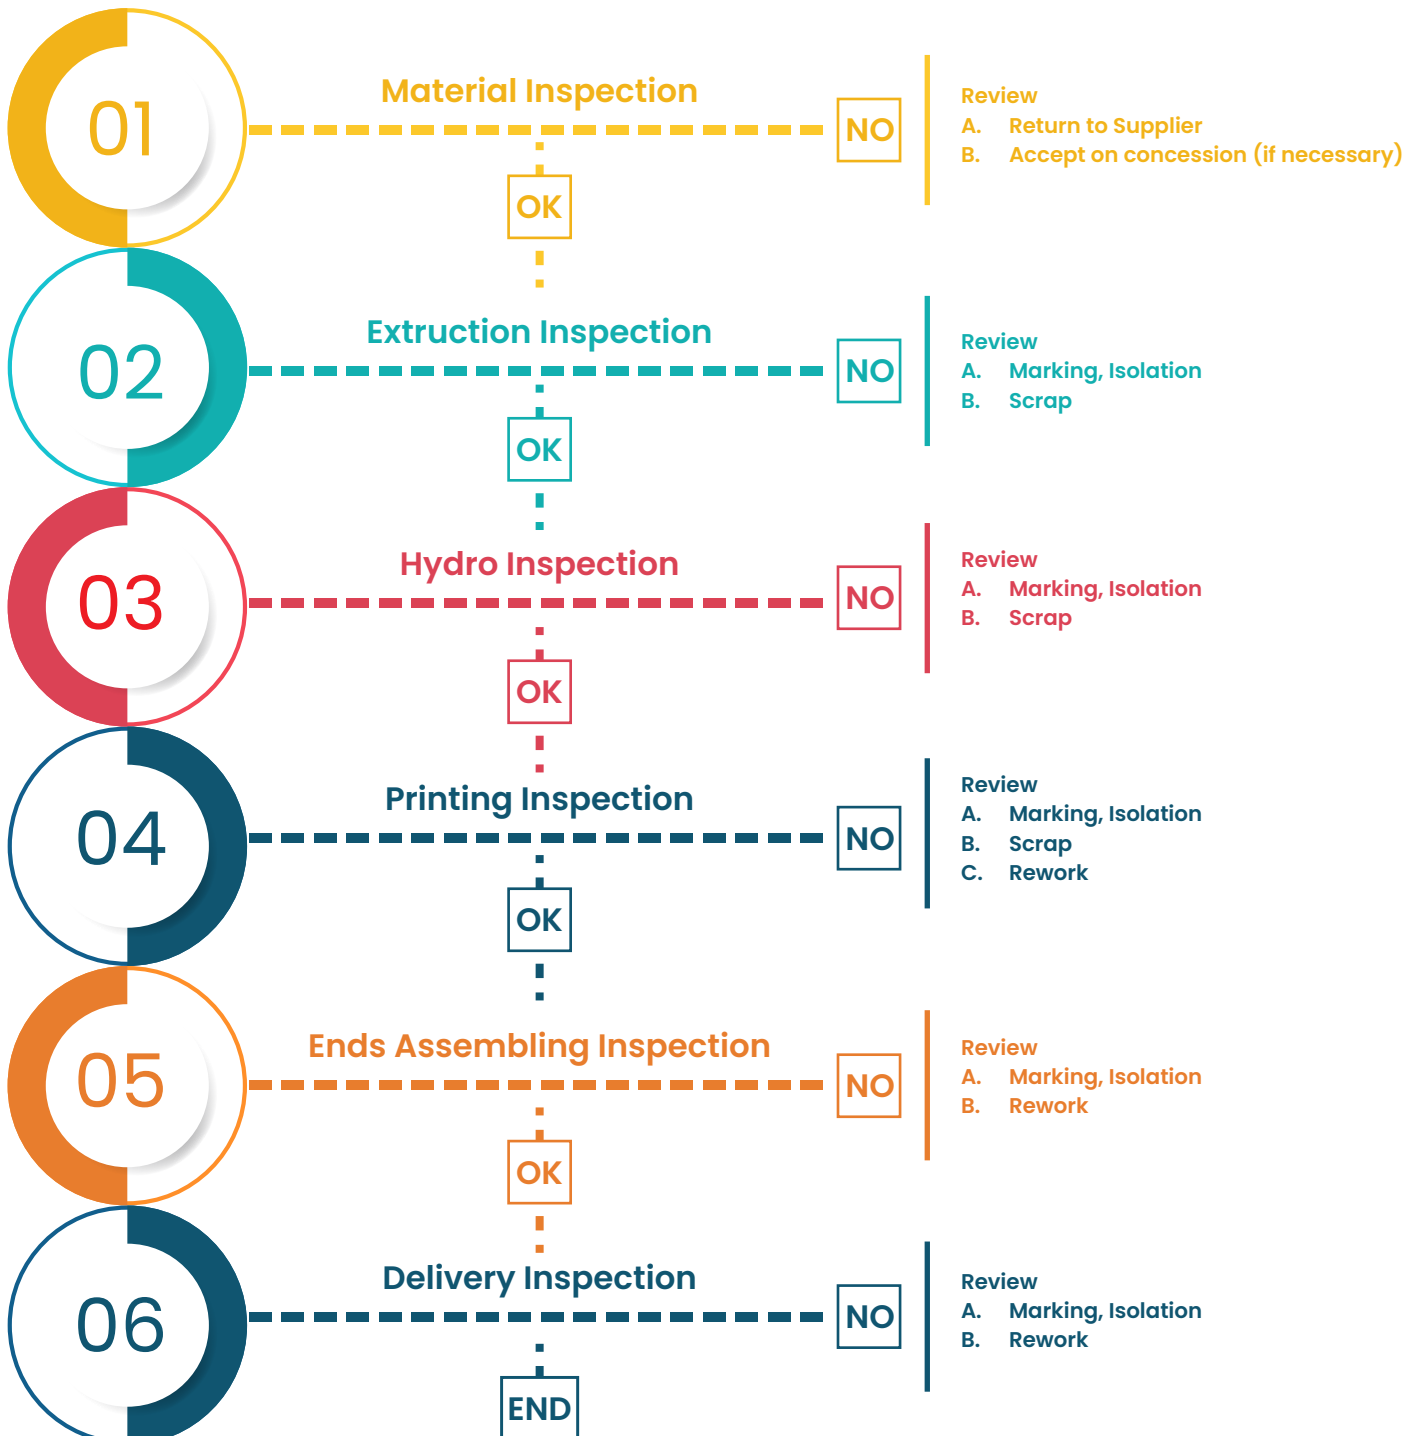 01
Material Inspection
NO
Review
A. Return to Supplier
B. Accept on concession (if necessary)
OK
02
Extruction Inspection
NO
Review
A. Marking, Isolation
B. Scrap
OK
03
Hydro Inspection
NO
Review
A. Marking, Isolation
B. Scrap
OK
04
Printing Inspection
NO
Review
A. Marking, Isolation
B. Scrap
C. Rework
OK
05
Ends Assembling Inspection
NO
Review
A. Marking, Isolation
B. Rework
OK
06
Delivery Inspection
NO
Review
A. Marking, Isolation
B. Rework
END